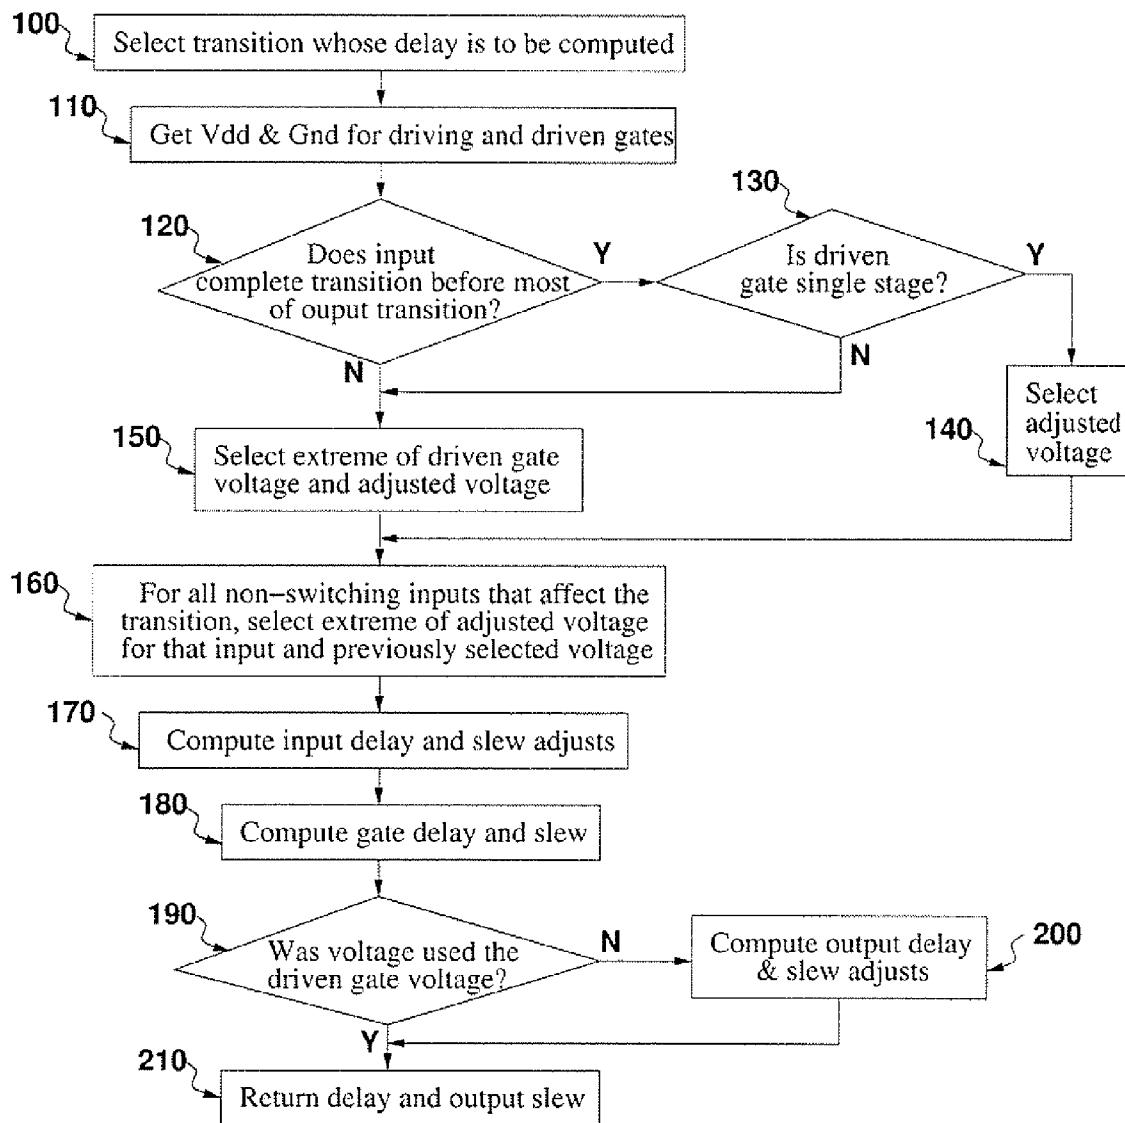 100
Select transition whose delay is to be computed
110
Get Vdd & Gnd for driving and driven gates
120
Does input
complete transition before most
of ouput transition?
Y
N
130
Is driven
gate single stage?
Y
N
140
Select
adjusted
voltage
150
Select extreme of driven gate
voltage and adjusted voltage
160
For all non-switching inputs that affect the
transition, select extreme of adjusted voltage
for that input and previously selected voltage
170
Compute input delay and slew adjusts
180
Compute gate delay and slew
190
Was voltage used the
driven gate voltage?
N
Y
200
Compute output delay
& slew adjusts
210
Return delay and output slew